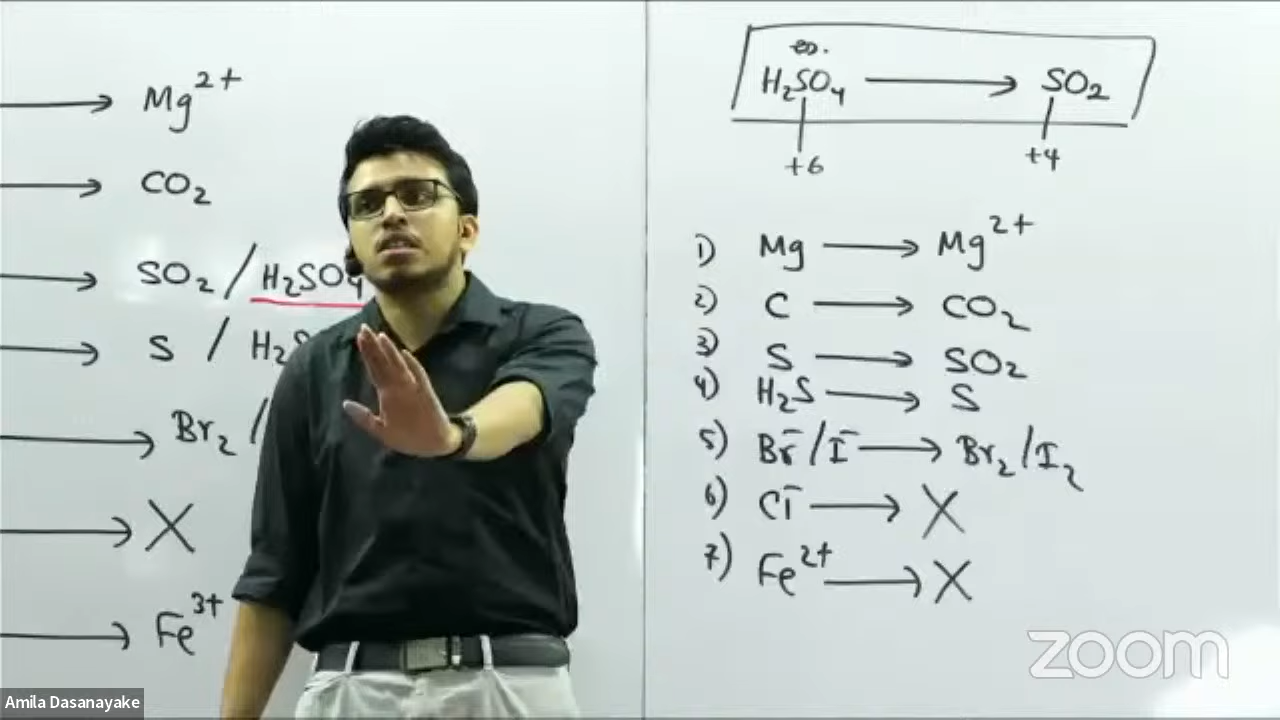 → Mg²⁺
→ CO₂
→ SO₂ / H₂SO₄
→ S / H₂S
→ Br₂ /
→ X
→ Fe³⁺
H₂SO₄ → SO₂
+6 +4
1) Mg → Mg²⁺
2) C → CO₂
3) S → SO₂
4) H₂S → S
5) Br⁻/I⁻ → Br₂/I₂
6) Cl⁻ → X
7) Fe²⁺ → X
zoom
Amila Dasanayake